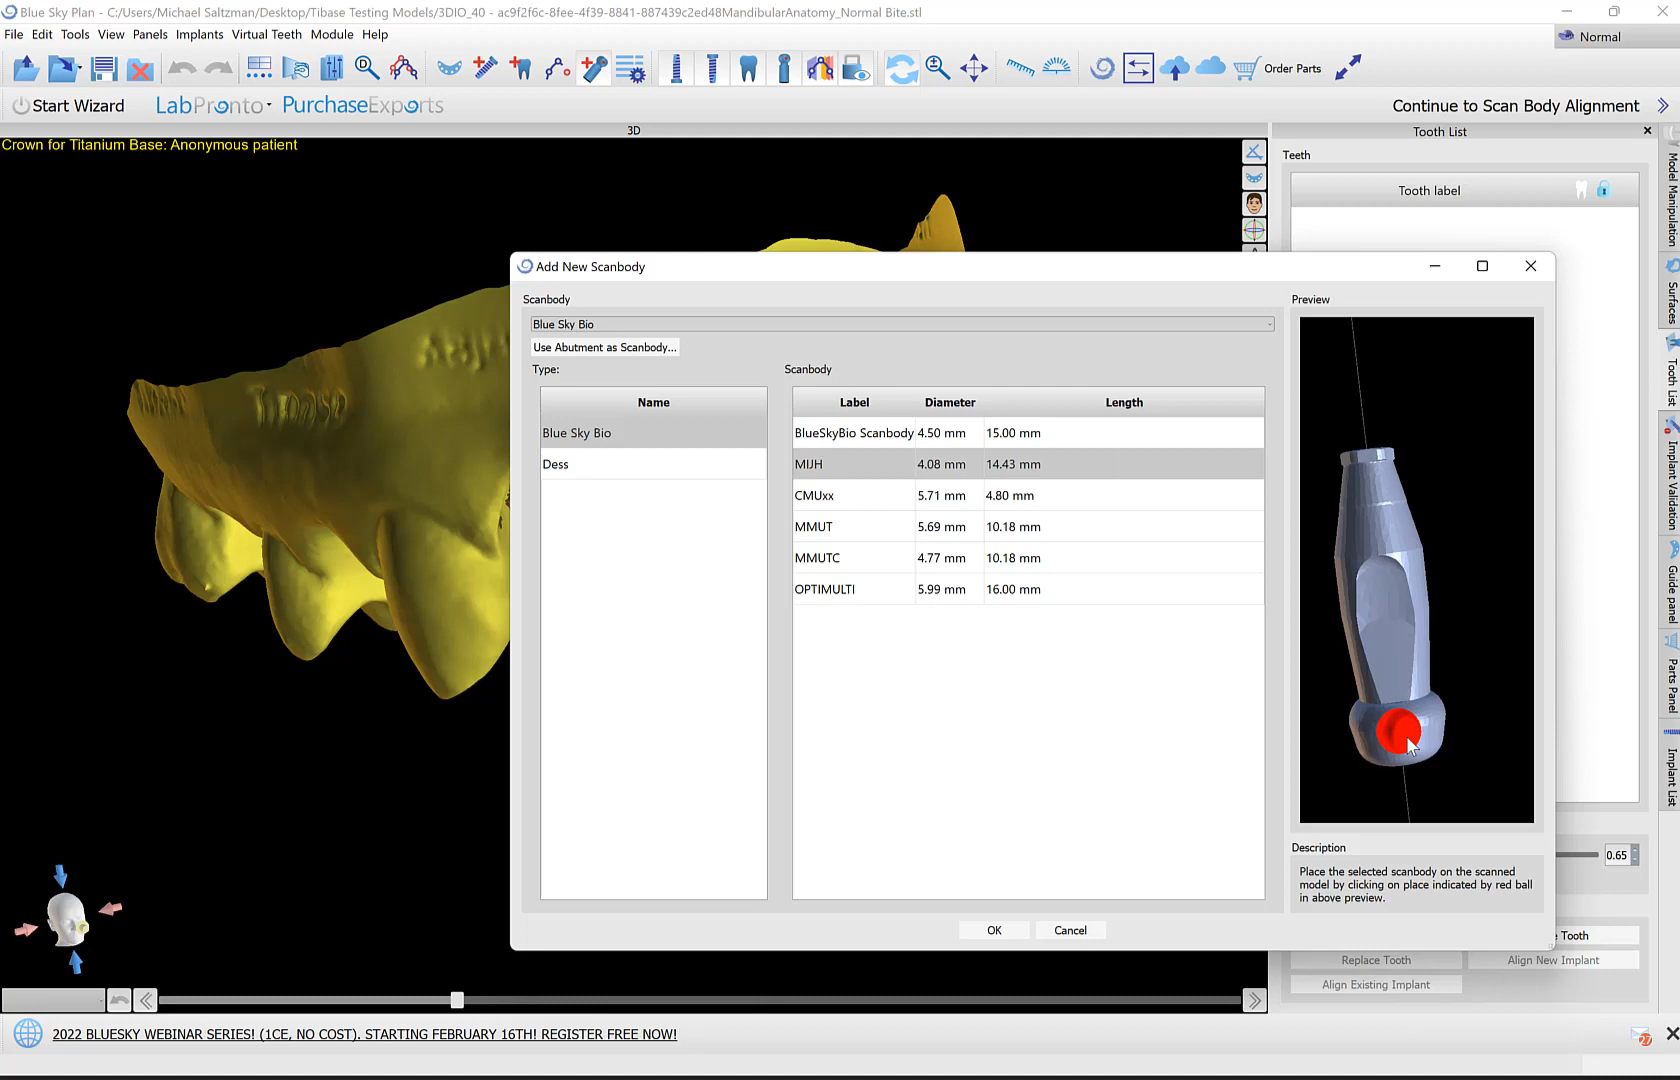 Blue Sky Plan - C:/Users/Michael Saltzman/Desktop/Tibase Testing Models/3DIO_40 - ac9f2f6c-8fee-4f39-8841-887439c2ed48MandibularAnatomy_Normal Bite.stl
File Edit Tools View Panels Implants Virtual Teeth Module Help
Normal
Order Parts
Start Wizard LabPronto PurchaseExports
Continue to Scan Body Alignment
3D
Tooth List
Crown for Titanium Base: Anonymous patient
Teeth
Tooth label
Add New Scanbody
Scanbody
Preview
Blue Sky Bio
Use Abutment as Scanbody...
Type:
Scanbody
Name
Label Diameter Length
Blue Sky Bio
BlueSkyBio Scanbody 4.50 mm 15.00 mm
Dess
MIJH 4.08 mm 14.43 mm
CMUxx 5.71 mm 4.80 mm
MMUT 5.69 mm 10.18 mm
MMUTC 4.77 mm 10.18 mm
OPTIMULTI 5.99 mm 16.00 mm
Model Manipulation
Surfaces
Tooth List
Implant Validation
Guide panel
Parts Panel
Implant List
Description
0.65
Place the selected scanbody on the scanned
model by clicking on place indicated by red ball
in above preview.
OK Cancel
Tooth
Replace Tooth Align New Implant
Align Existing Implant
2022 BLUESKY WEBINAR SERIES! (1CE, NO COST). STARTING FEBRUARY 16TH! REGISTER FREE NOW!
27